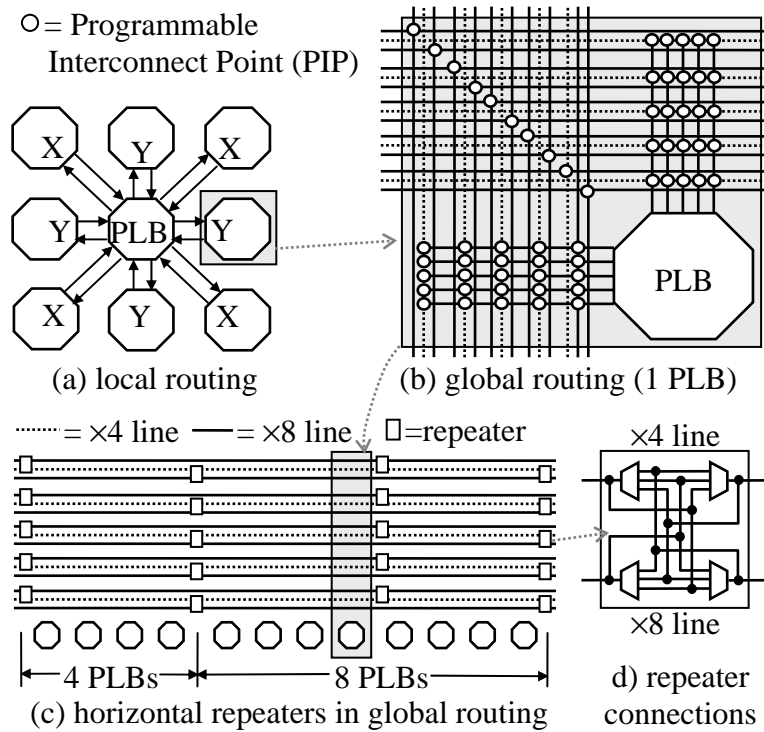 = Programmable
Interconnect Point (PIP)
X
Y
X
Y
PLB
Y
X
Y
X
(a) local routing
PLB
(b) global routing (1 PLB)
= ×4 line
= ×8 line
=repeater
4 PLBs
8 PLBs
(c) horizontal repeaters in global routing
×4 line
×8 line
d) repeater
connections